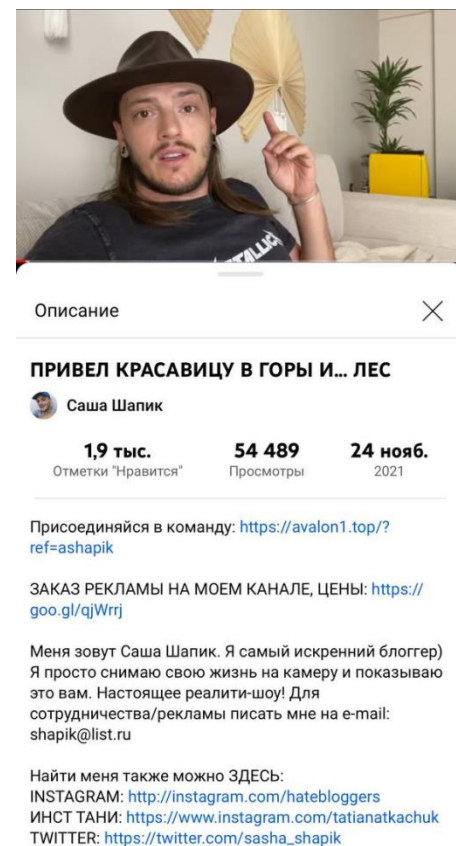 METALLICA
Описание
ПРИВЕЛ КРАСАВИЦУ В ГОРЫ И... ЛЕС
Саша Шапик
1,9 тыс. 54 489 24 нояб.
Отметки "Нравится" Просмотры 2021
Присоединяйся в команду: https://avalon1.top/?
ref=ashapik
ЗАКАЗ РЕКЛАМЫ НА МОЕМ КАНАЛЕ, ЦЕНЫ: https://
goo.gl/qjWrrj
Меня зовут Саша Шапик. Я самый искренний блоггер)
Я просто снимаю свою жизнь на камеру и показываю
это вам. Настоящее реалити-шоу! Для
сотрудничества/рекламы писать мне на e-mail:
shapik@list.ru
Найти меня также можно ЗДЕСЬ:
INSTAGRAM: http://instagram.com/hatebloggers
ИНСТ ТАНИ: https://www.instagram.com/tatianatkachuk
TWITTER: https://twitter.com/sasha_shapik